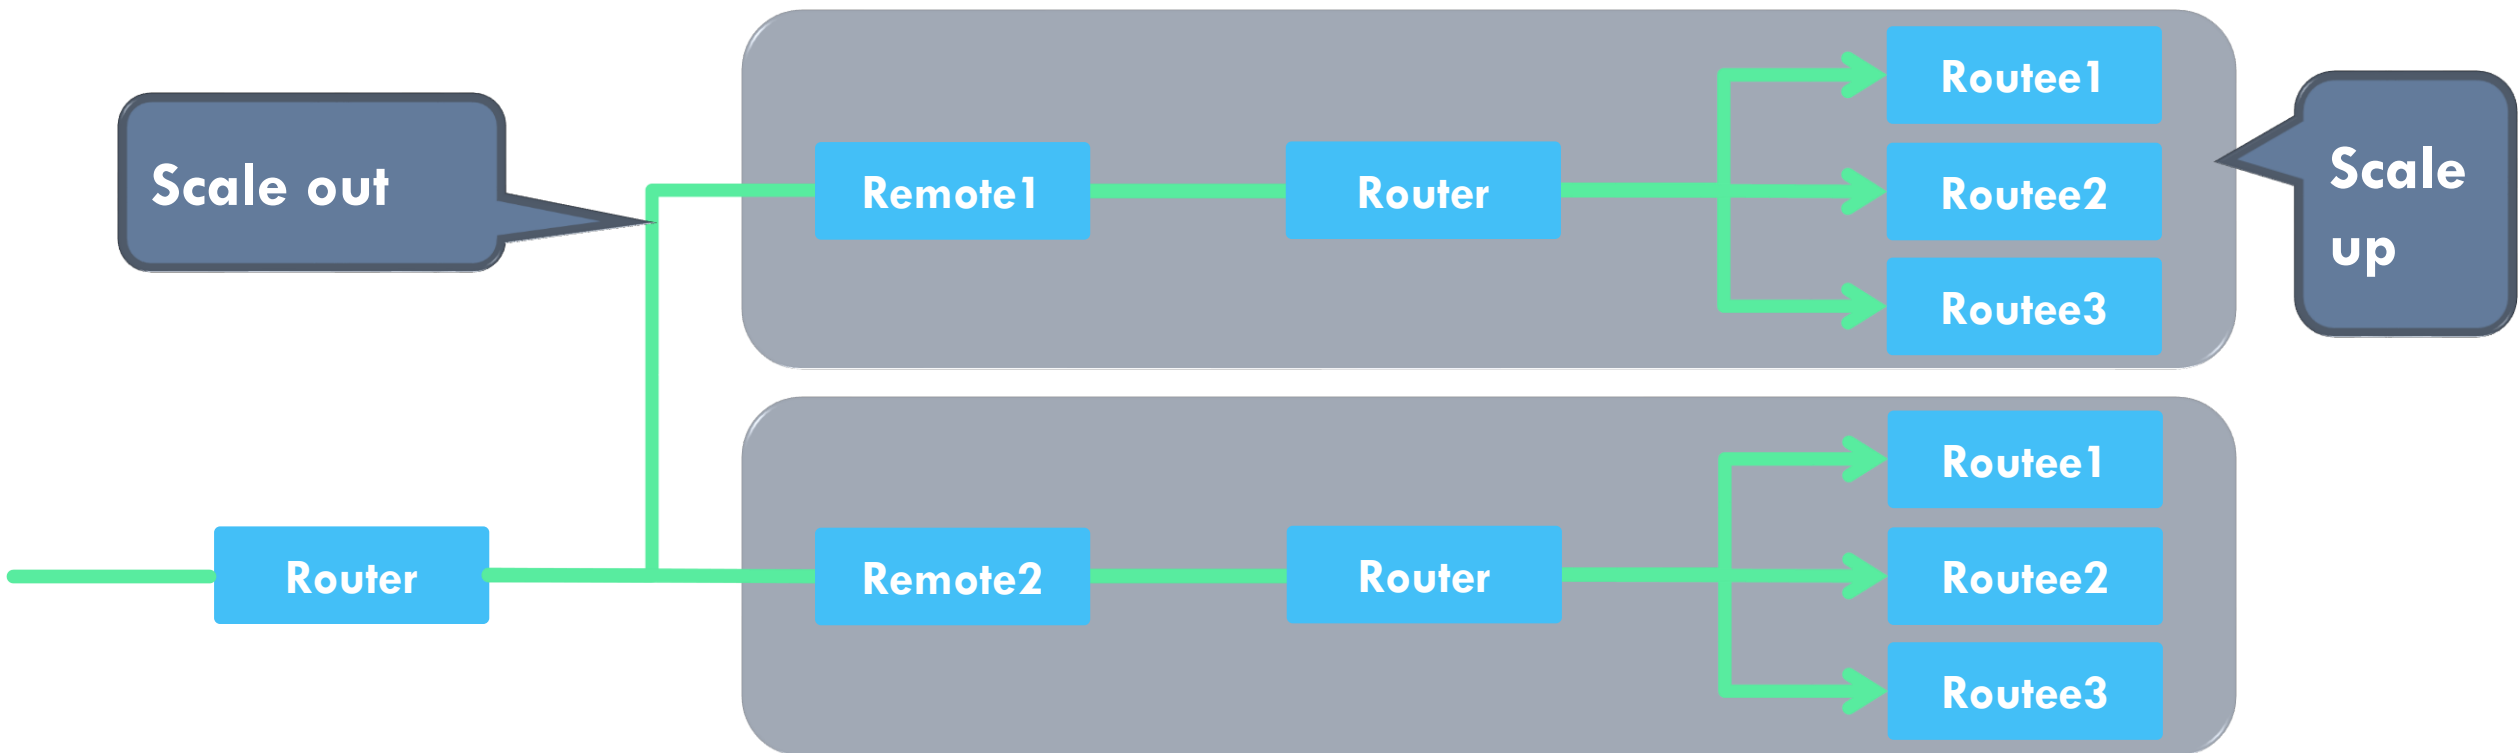 Scale out
Remote1
Router
Routee1
Routee2
Routee3
Scale
up
Router
Remote2
Router
Routee1
Routee2
Routee3